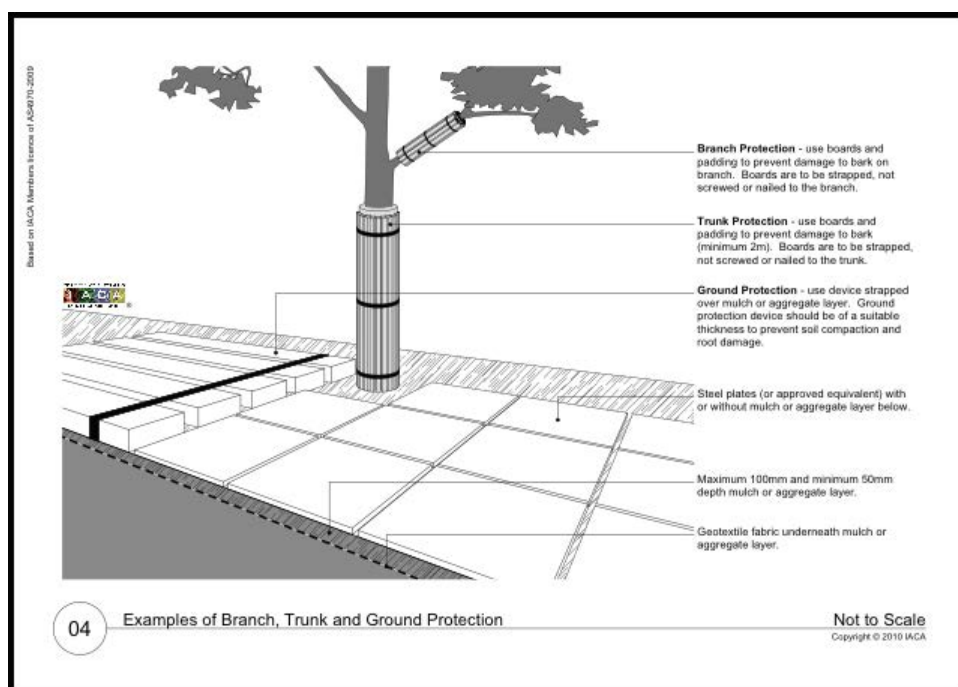 Based on IACA Members licence of AS4970-2009
Branch Protection - use boards and
padding to prevent damage to bark on
branch. Boards are to be strapped, not
screwed or nailed to the branch.
Trunk Protection - use boards and
padding to prevent damage to bark
(minimum 2m). Boards are to be strapped,
not screwed or nailed to the trunk.
IACA
®
Ground Protection - use device strapped
over mulch or aggregate layer. Ground
protection device should be of a suitable
thickness to prevent soil compaction and
root damage.
Steel plates (or approved equivalent) with
or without mulch or aggregate layer below.
Maximum 100mm and minimum 50mm
depth mulch or aggregate layer.
Geotextile fabric underneath mulch or
aggregate layer.
04
Examples of Branch, Trunk and Ground Protection
Not to Scale
Copyright © 2010 IACA